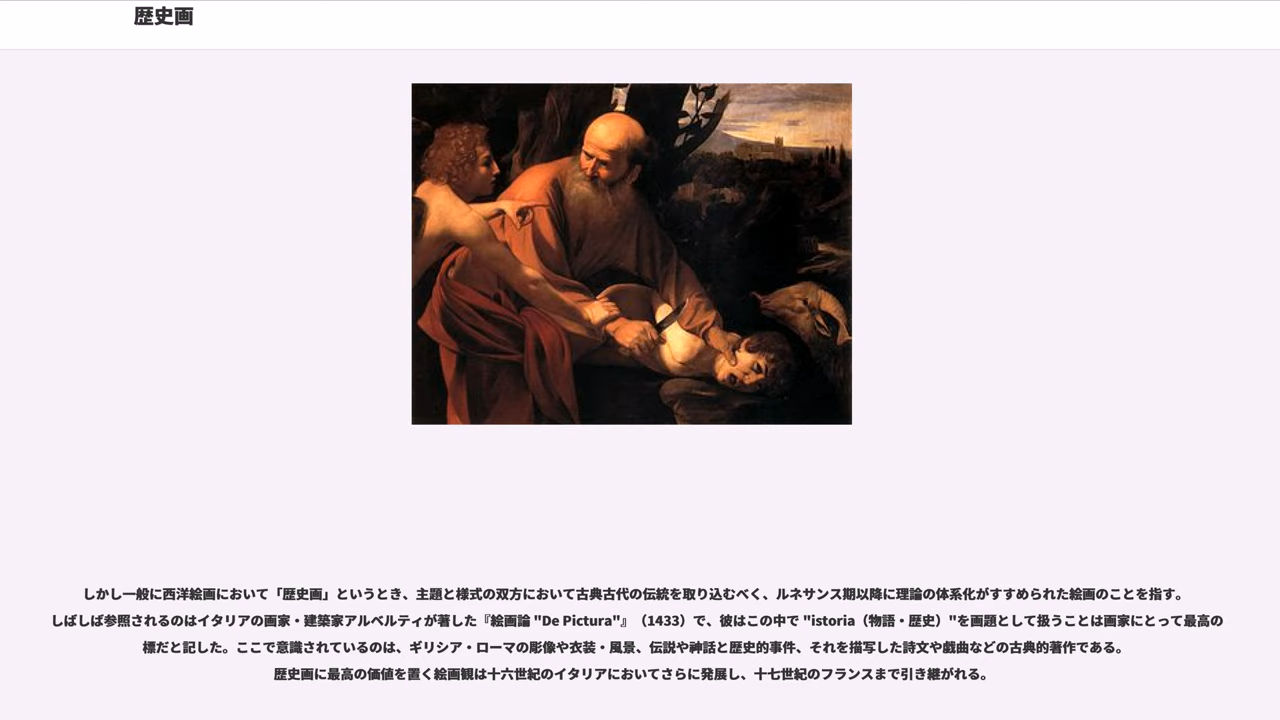 歴史画
しかし一般に西洋絵画において「歴史画」というとき、主題と様式の双方において古典古代の伝統を取り込むべく、ルネサンス期以降に理論の体系化がすすめられた絵画のことを指す。
しばしば参照されるのはイタリアの画家・建築家アルベルティが著した『絵画論 "De Pictura"』（1433）で、彼はこの中で "istoria（物語・歴史）"を画題として扱うことは画家にとって最高の
標だと記した。ここで意識されているのは、ギリシア・ローマの彫像や衣装・風景、伝説や神話と歴史的事件、それを描写した詩文や戯曲などの古典的著作である。
歴史画に最高の価値を置く絵画観は十六世紀のイタリアにおいてさらに発展し、十七世紀のフランスまで引き継がれる。